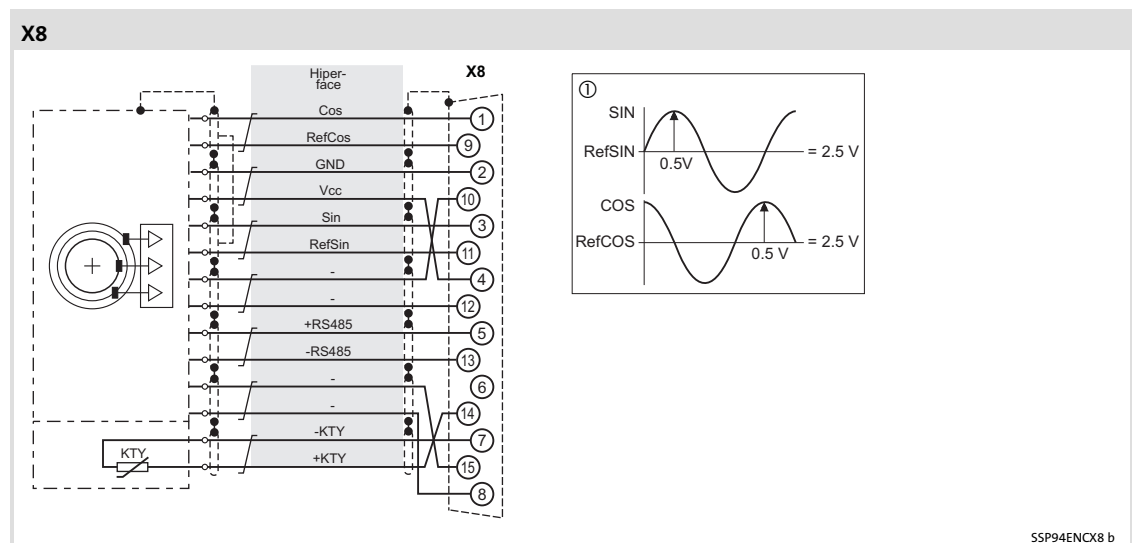 X8
Hiper-
face
X8
Cos
1
RefCos
9
GND
2
Vcc
10
Sin
3
RefSin
11
-
4
-
12
+RS485
5
-RS485
13
-
6
-
14
-KTY
7
KTY
+KTY
15
8
①
SIN
RefSIN
0.5V
= 2.5 V
COS
RefCOS
0.5 V
= 2.5 V
SSP94ENCX8 b